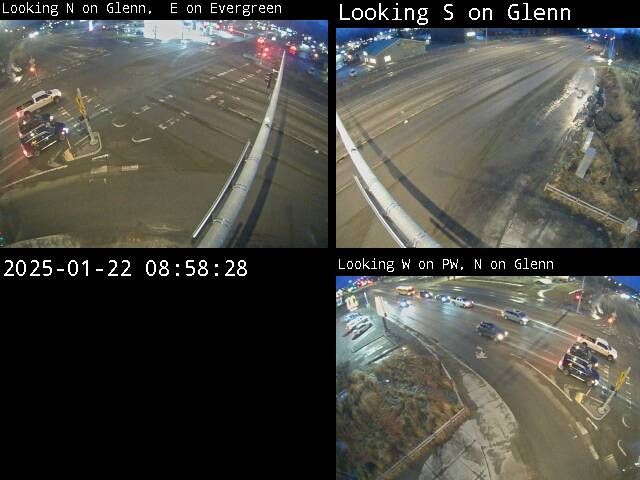 Looking N on Glenn,  E on Evergreen
Looking S on Glenn
2025-01-22 08:58:28
Looking W on PW, N on Glenn